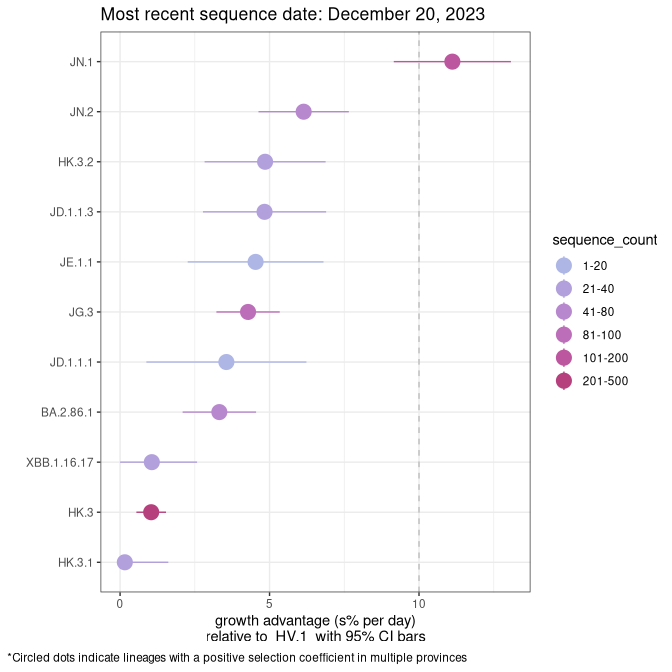 Most recent sequence date: December 20, 2023
JN.1
JN.2
HK.3.2
JD.1.1.3
JE.1.1
JG.3
JD.1.1.1
BA.2.86.1
XBB.1.16.17
HK.3
HK.3.1
0 5 10
growth advantage (s% per day)
relative to HV.1 with 95% CI bars
sequence_count
1-20
21-40
41-80
81-100
101-200
201-500
*Circled dots indicate lineages with a positive selection coefficient in multiple provinces